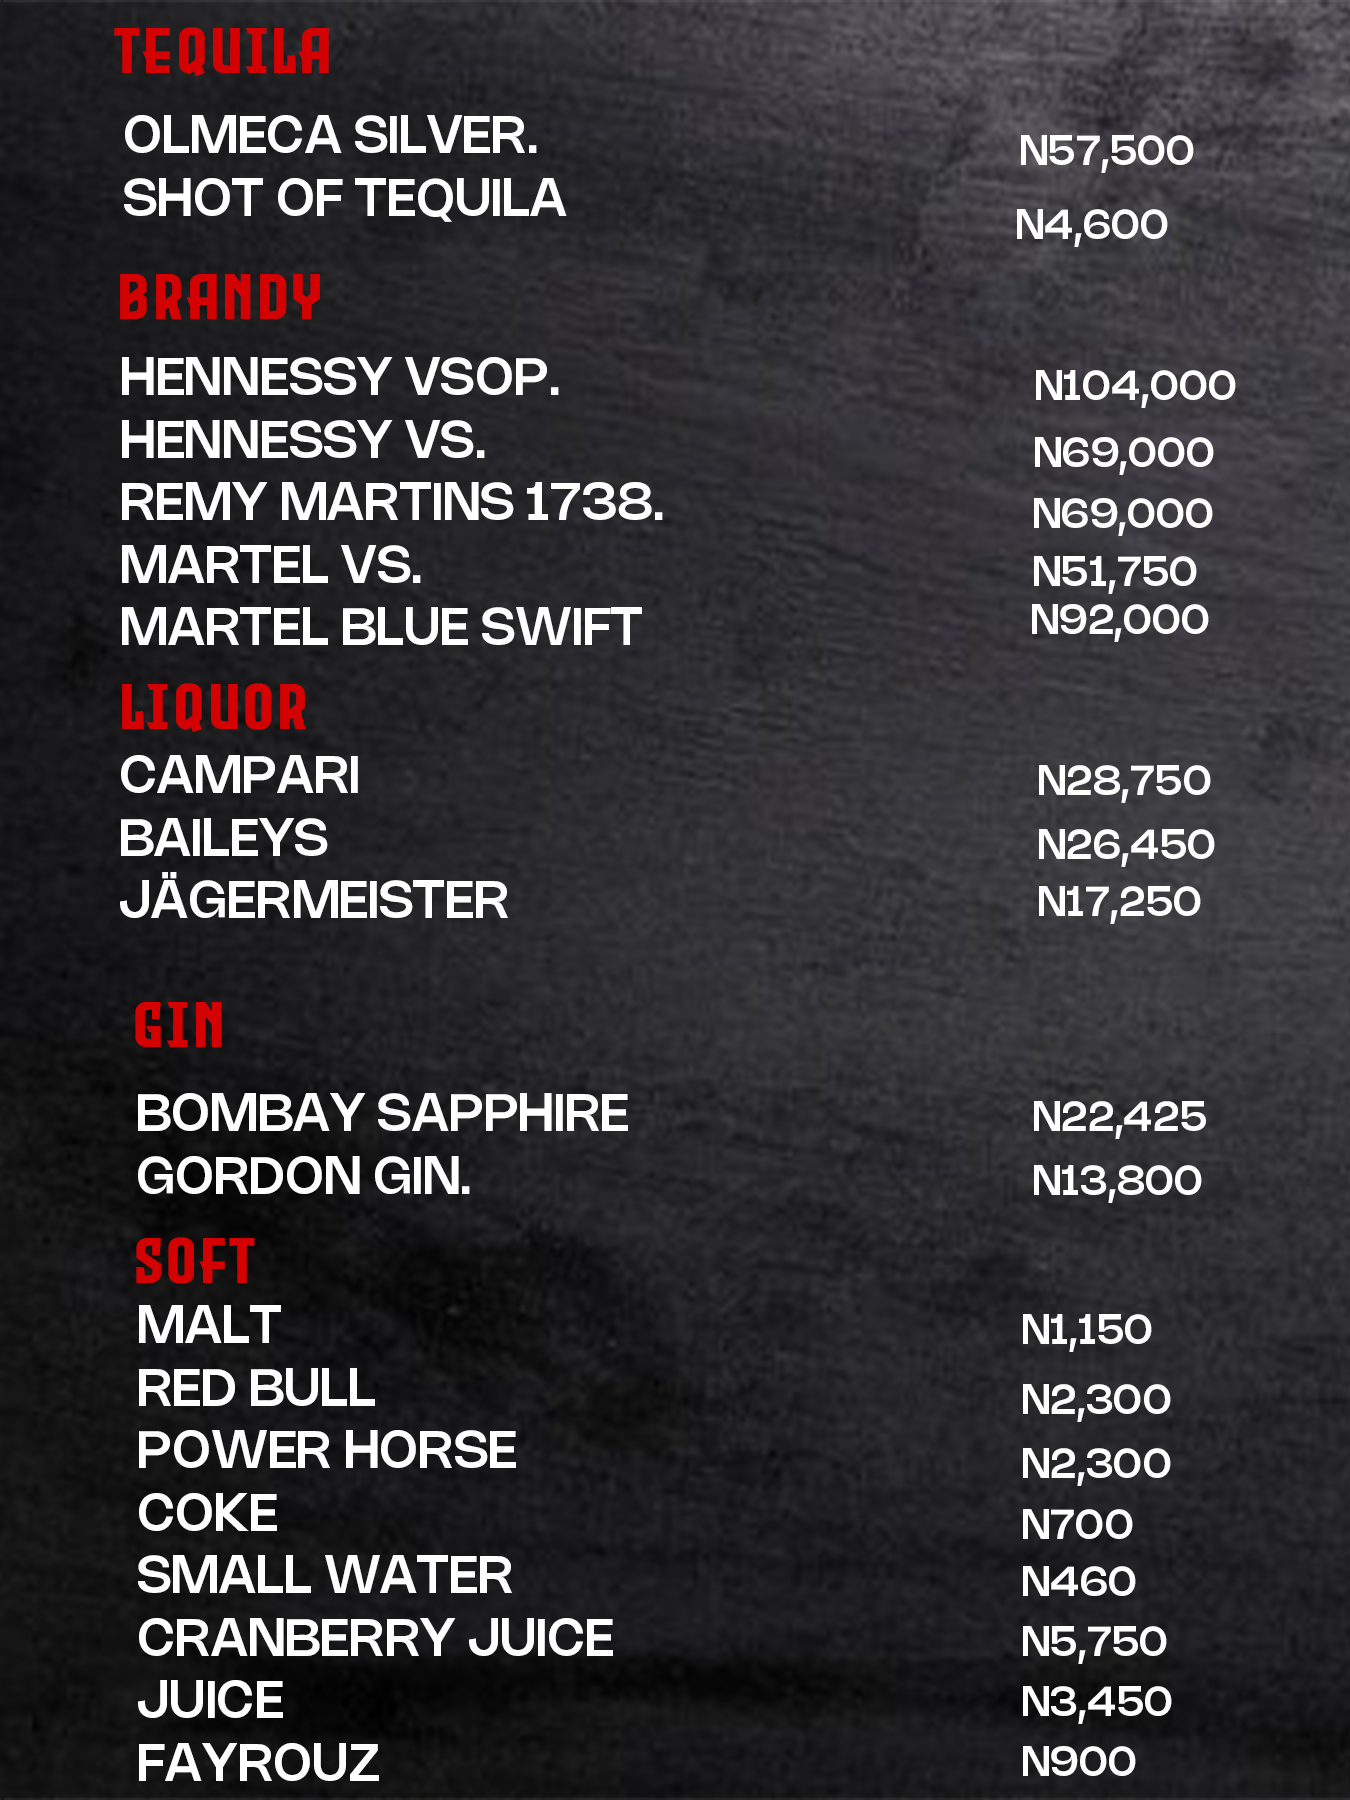 TEQUILA
OLMECA SILVER. N57,500
SHOT OF TEQUILA N4,600
BRANDY
HENNESSY VSOP. N104,000
HENNESSY VS. N69,000
REMY MARTINS 1738. N69,000
MARTEL VS. N51,750
MARTEL BLUE SWIFT N92,000
LIQUOR
CAMPARI N28,750
BAILEYS N26,450
JÄGERMEISTER N17,250
GIN
BOMBAY SAPPHIRE N22,425
GORDON GIN. N13,800
SOFT
MALT N1,150
RED BULL N2,300
POWER HORSE N2,300
COKE N700
SMALL WATER N460
CRANBERRY JUICE N5,750
JUICE N3,450
FAYROUZ N900